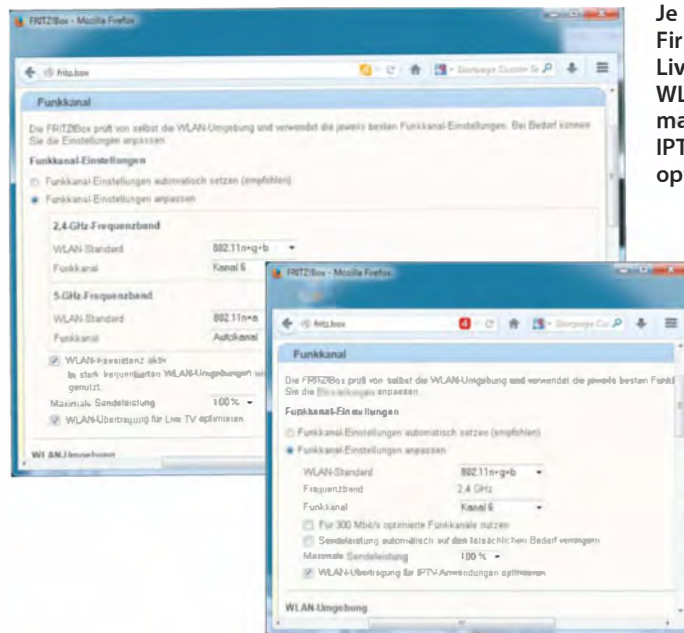 FRITZ!Box - Mozilla Firefox
fritz.box
Funkkanal
Die FRITZ!Box prüft von selbst die WLAN-Umgebung und verwendet die jeweils besten Funkkanal-Einstellungen. Bei Bedarf können
Sie die Einstellungen anpassen
Funkkanal-Einstellungen
Funkkanal-Einstellungen automatisch setzen (empfohlen)
Funkkanal-Einstellungen anpassen
2,4-GHz-Frequenzband
WLAN-Standard 802.11n+g+b
Funkkanal Kanal 6
5-GHz-Frequenzband
WLAN-Standard 802.11n+a
Funkkanal Autokanal
WLAN-Koexistenz aktiv
In stark frequentierten WLAN-Umgebungen
genutzt.
Maximale Sendeleistung 100 %
WLAN-Übertragung für Live TV optimieren
WLAN-Umgebung
FRITZ!Box - Mozilla Firefox
fritz.box
Funkkanal
Die FRITZ!Box prüft von selbst die WLAN-Umgebung und verwendet die jeweils besten Funkk
Sie die Einstellungen anpassen
Funkkanal-Einstellungen
Funkkanal-Einstellungen automatisch setzen (empfohlen)
Funkkanal-Einstellungen anpassen
WLAN-Standard 802.11n+g+b
Frequenzband 2,4 GHz
Funkkanal Kanal 6
Für 300 Mbit/s optimierte Funkkanäle nutzen
Sendeleistung automatisch auf den tatsächlichen Bedarf verringern
Maximale Sendeleistung 100 %
WLAN-Übertragung für IPTV-Anwendungen optimieren
WLAN-Umgebung
Je
Fir
Liv
WL
ma
IPT
op